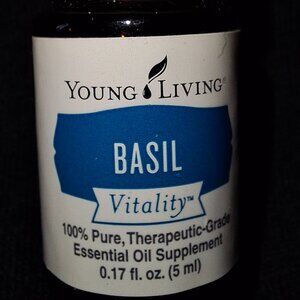 YOUNG LIVING®
BASIL
Vitality™
100% Pure, Therapeutic-Grade
Essential Oil Supplement
0.17 fl. oz. (5 ml)